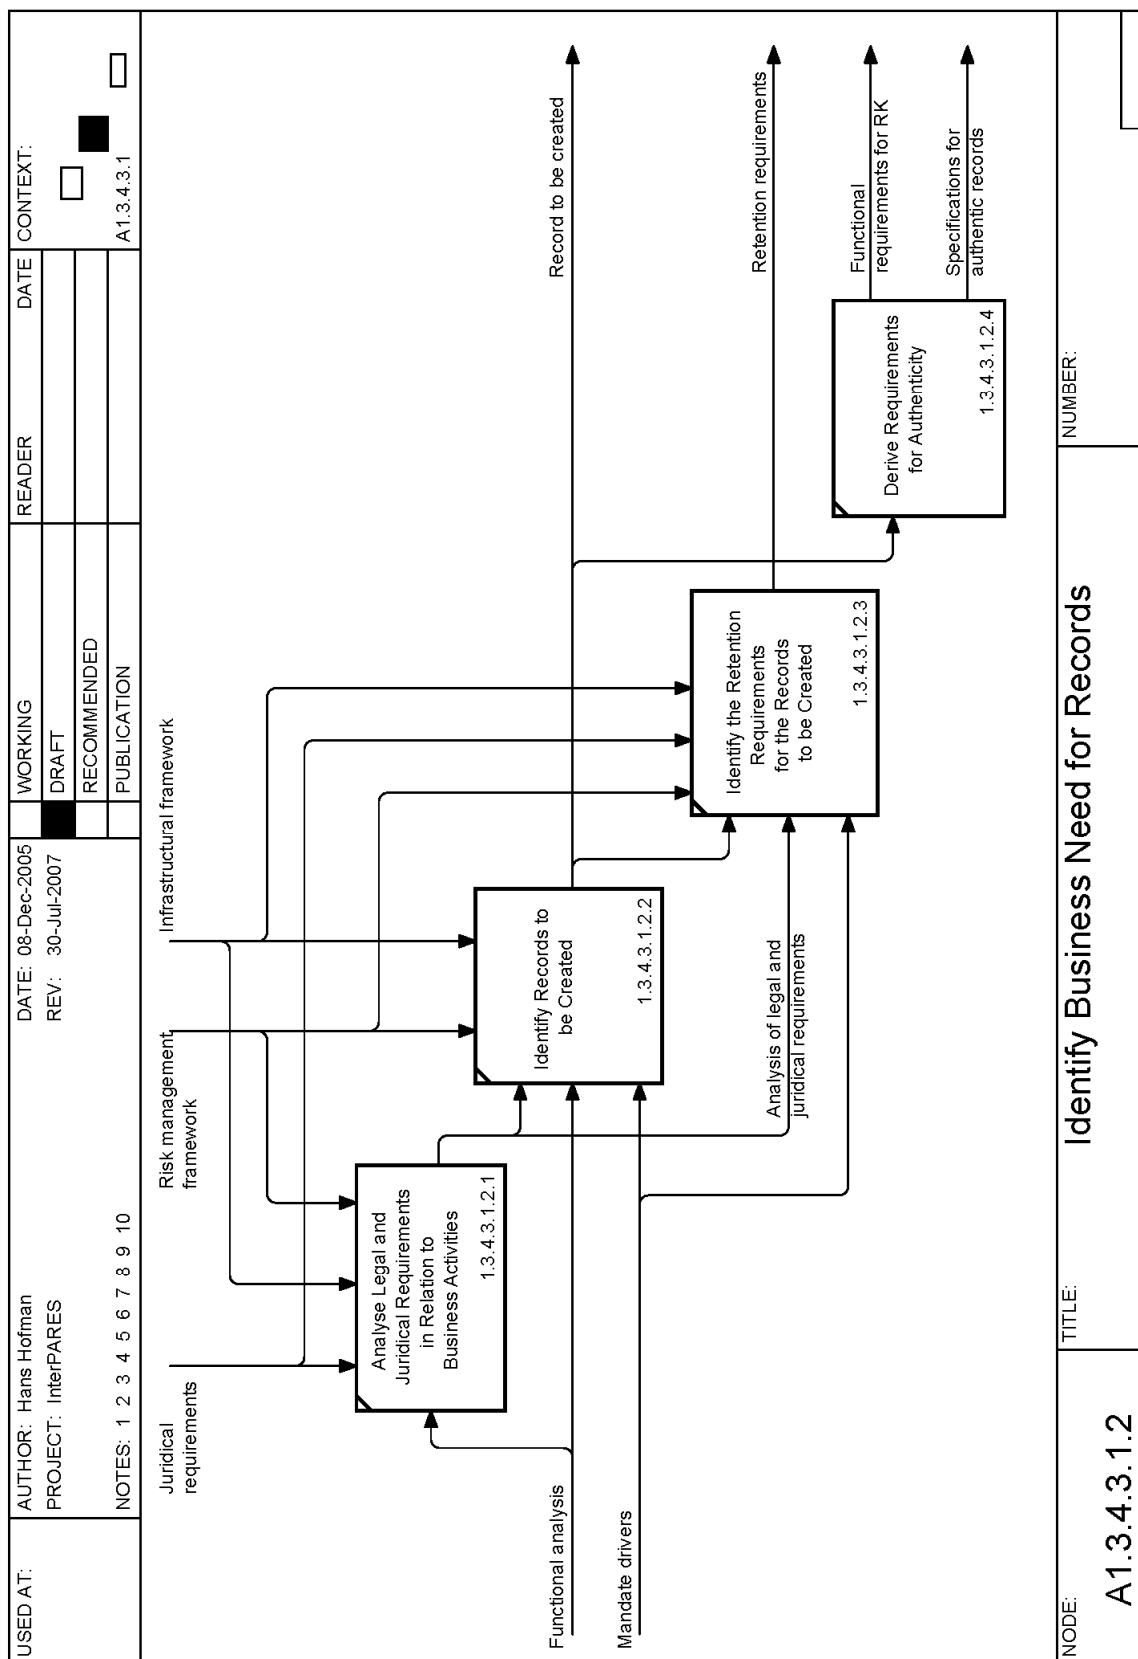 USED AT:
AUTHOR: Hans Hofman
PROJECT: InterPARES
NOTES: 1 2 3 4 5 6 7 8 9 10
DATE: 08-Dec-2005
REV: 30-Jul-2007
WORKING
DRAFT
RECOMMENDED
PUBLICATION
READER
DATE
CONTEXT:
A1.3.4.3.1
Juridical
requirements
Risk management
framework
Infrastructural framework
Analyse Legal and
Juridical Requirements
in Relation to
Business Activities
1.3.4.3.1.2.1
Functional analysis
Mandate drivers
Identify Records to
be Created
1.3.4.3.1.2.2
Record to be created
Analysis of legal and
juridical requirements
Identify the Retention
Requirements
for the Records
to be Created
1.3.4.3.1.2.3
Retention requirements
Derive Requirements
for Authenticity
1.3.4.3.1.2.4
Functional
requirements for RK
Specifications for
authentic records
NODE:
A1.3.4.3.1.2
TITLE:
Identify Business Need for Records
NUMBER: